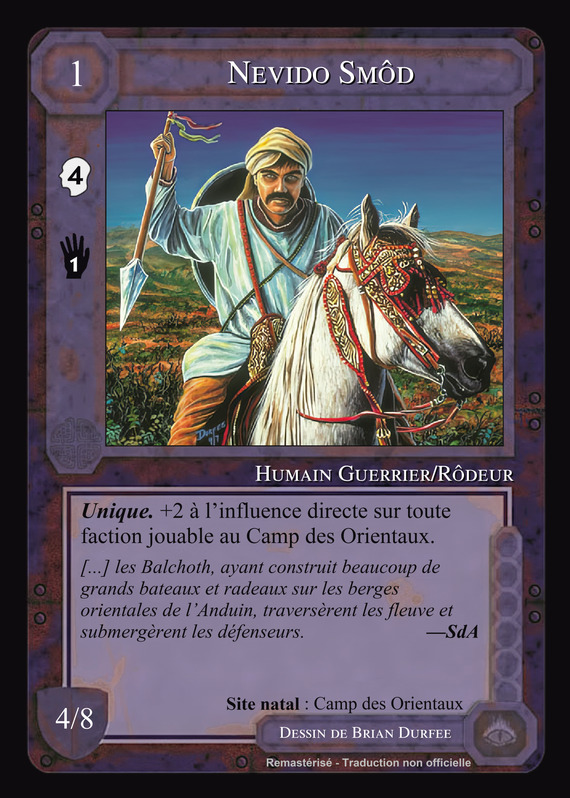 1
NEVIDO SMÔD
4
1
DURFEE
HUMAIN GUERRIER/RÔDEUR
Unique. +2 à l’influence directe sur toute
faction jouable au Camp des Orientaux.
[...] les Balchoth, ayant construit beaucoup de
grands bateaux et radeaux sur les berges
orientales de l’Anduin, traversèrent les fleuve et
submergèrent les défenseurs. —SdA
Site natal : Camp des Orientaux
4/8
DESSIN DE BRIAN DURFEE
Remastérisé - Traduction non officielle